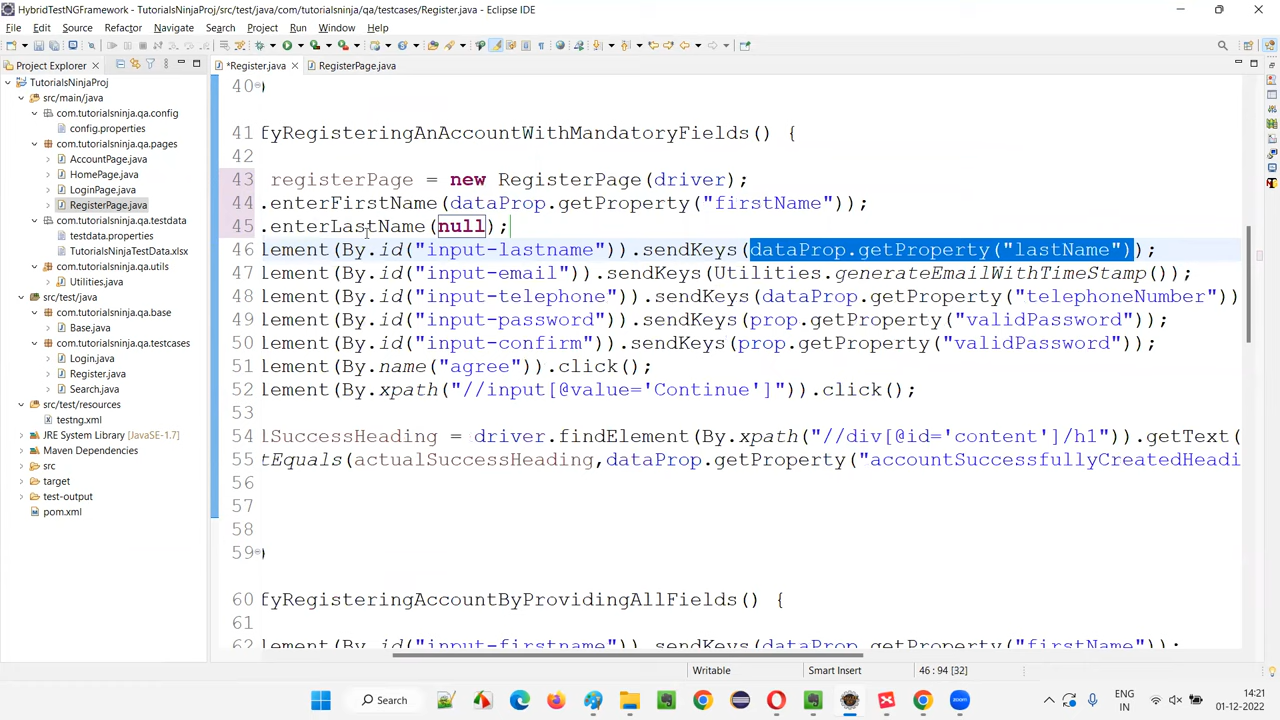 HybridTestNGFramework - TutorialsNinjaProj/src/test/java/com/tutorialsninja/qa/testcases/Register.java - Eclipse IDE
File Edit Source Refactor Navigate Search Project Run Window Help
Project Explorer
*Register.java RegisterPage.java
TutorialsNinjaProj
src/main/java
com.tutorialsninja.qa.config
config.properties
com.tutorialsninja.qa.pages
AccountPage.java
HomePage.java
LoginPage.java
RegisterPage.java
com.tutorialsninja.qa.testdata
testdata.properties
TutorialsNinjaTestData.xlsx
com.tutorialsninja.qa.utils
Utilities.java
src/test/java
com.tutorialsninja.qa.base
Base.java
com.tutorialsninja.qa.testcases
Login.java
Register.java
Search.java
src/test/resources
testng.xml
JRE System Library [JavaSE-1.7]
Maven Dependencies
src
target
test-output
pom.xml
40 )
41 fyRegisteringAnAccountWithMandatoryFields() {
42
43 registerPage = new RegisterPage(driver);
44 .enterFirstName(dataProp.getProperty("firstName"));
45 .enterLastName(null);
46 lement(By.id("input-lastname")).sendKeys(dataProp.getProperty("lastName"));
47 lement(By.id("input-email")).sendKeys(Utilities.generateEmailWithTimeStamp());
48 lement(By.id("input-telephone")).sendKeys(dataProp.getProperty("telephoneNumber"))
49 lement(By.id("input-password")).sendKeys(prop.getProperty("validPassword"));
50 lement(By.id("input-confirm")).sendKeys(prop.getProperty("validPassword"));
51 lement(By.name("agree")).click();
52 lement(By.xpath("//input[@value='Continue']")).click();
53
54 lSuccessHeading = driver.findElement(By.xpath("//div[@id='content']/h1")).getText(
55 tEquals(actualSuccessHeading,dataProp.getProperty("accountSuccessfullyCreatedHeadi
56
57
58
59 )
60 fyRegisteringAccountByProvidingAllFields() {
61
62 lement(By.id("input-firstname")).sendKeys(dataProp.getProperty("firstName"));
Writable Smart Insert 46 : 94 [32]
Search
ENG
IN
14:21
01-12-2022